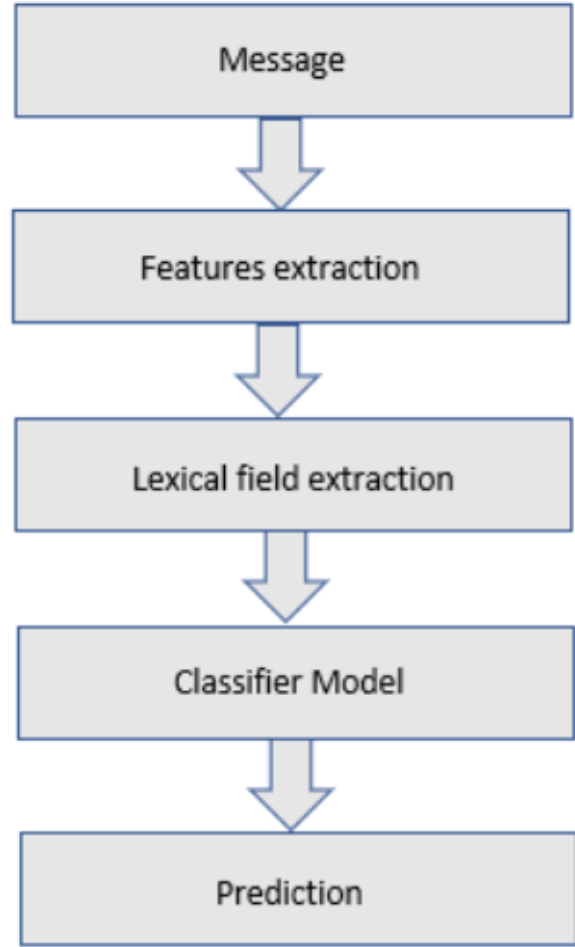 Message
Features extraction
Lexical field extraction
Classifier Model
Prediction